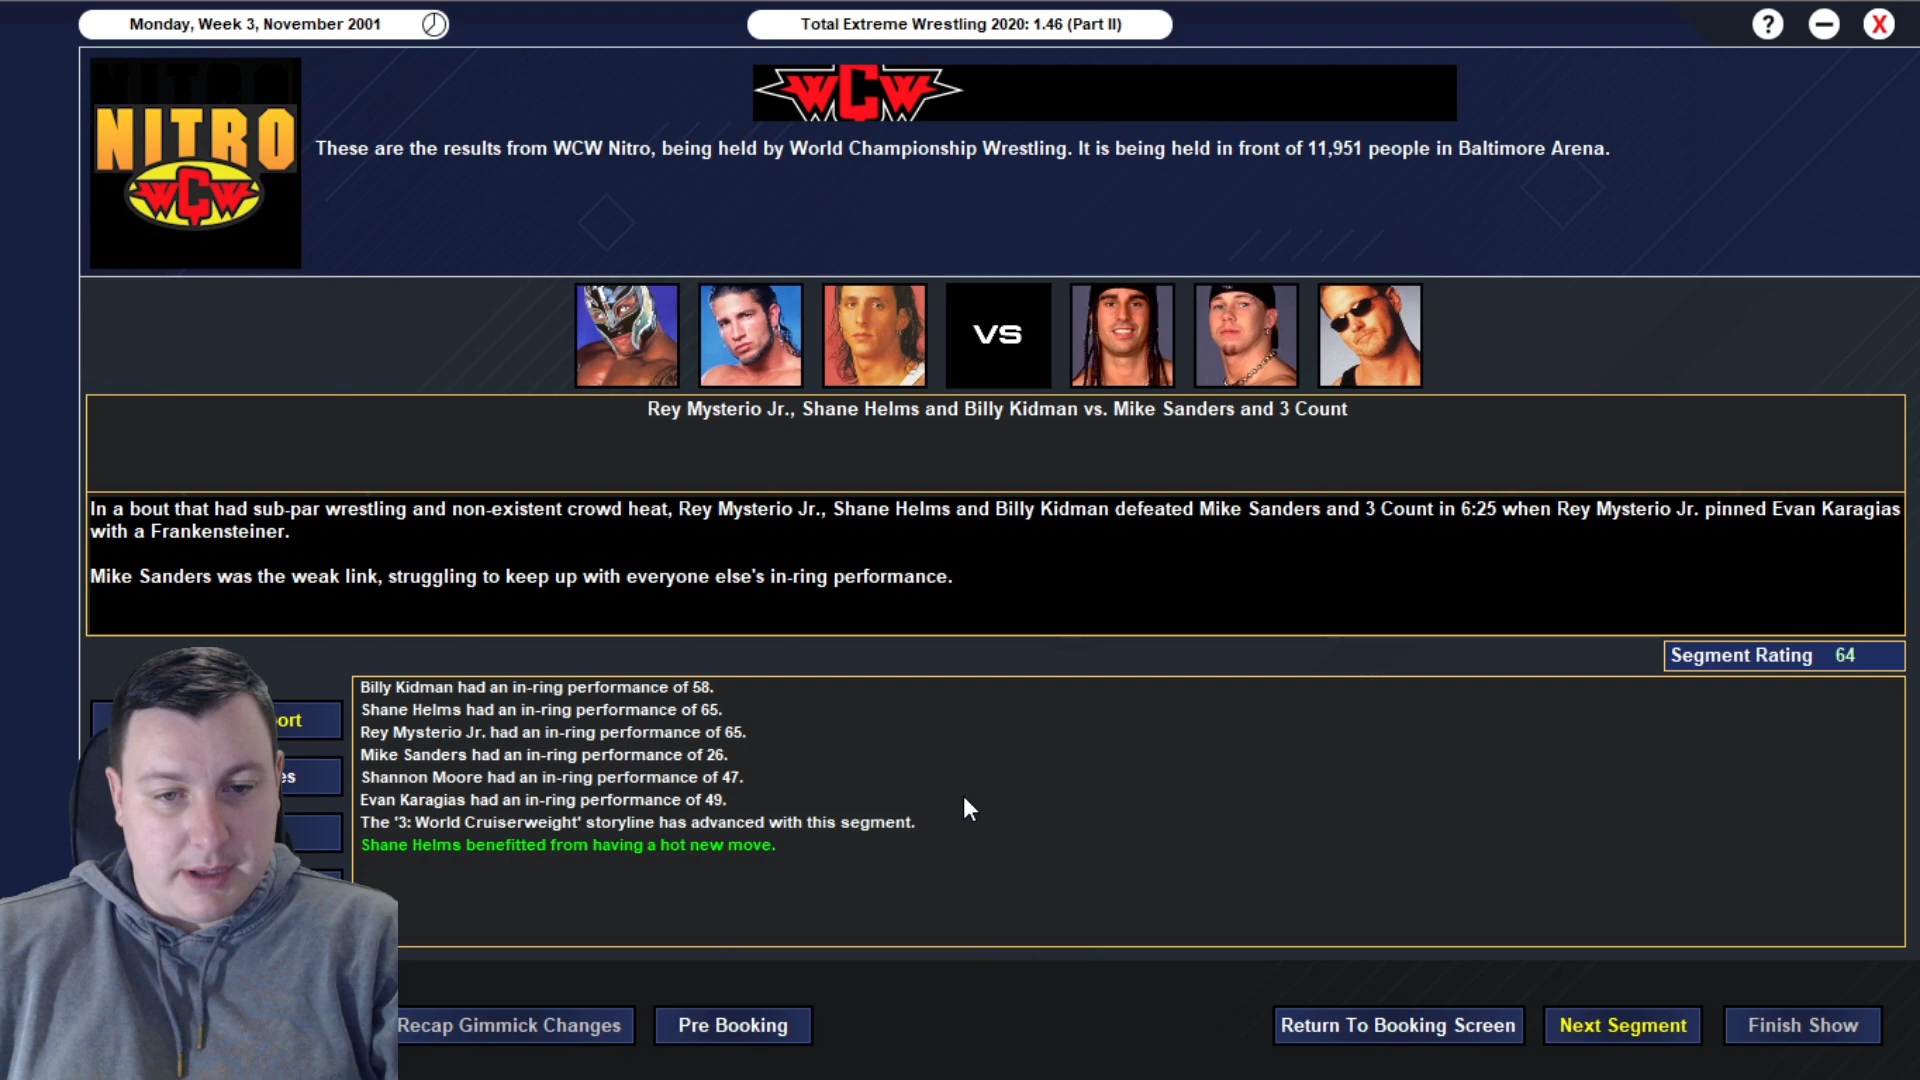 Monday, Week 3, November 2001
Total Extreme Wrestling 2020: 1.46 (Part II)
?
X
NITRO
WCW
WCW
These are the results from WCW Nitro, being held by World Championship Wrestling. It is being held in front of 11,951 people in Baltimore Arena.
VS
Rey Mysterio Jr., Shane Helms and Billy Kidman vs. Mike Sanders and 3 Count
In a bout that had sub-par wrestling and non-existent crowd heat, Rey Mysterio Jr., Shane Helms and Billy Kidman defeated Mike Sanders and 3 Count in 6:25 when Rey Mysterio Jr. pinned Evan Karagias
with a Frankensteiner.
Mike Sanders was the weak link, struggling to keep up with everyone else's in-ring performance.
Segment Rating 64
Billy Kidman had an in-ring performance of 58.
Shane Helms had an in-ring performance of 65.
Rey Mysterio Jr. had an in-ring performance of 65.
Mike Sanders had an in-ring performance of 26.
Shannon Moore had an in-ring performance of 47.
Evan Karagias had an in-ring performance of 49.
The '3: World Cruiserweight' storyline has advanced with this segment.
Shane Helms benefitted from having a hot new move.
ort
es
Recap Gimmick Changes
Pre Booking
Return To Booking Screen
Next Segment
Finish Show